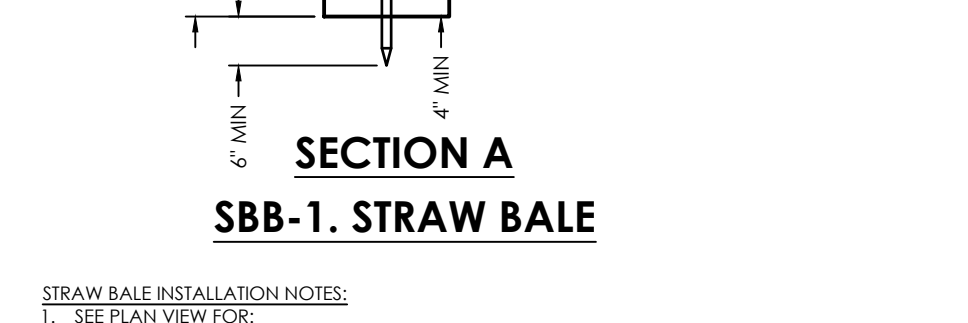 4" MIN
6" MIN
SECTION A
SBB-1. STRAW BALE
STRAW BALE INSTALLATION NOTES:
1. SEE PLAN VIEW FOR: